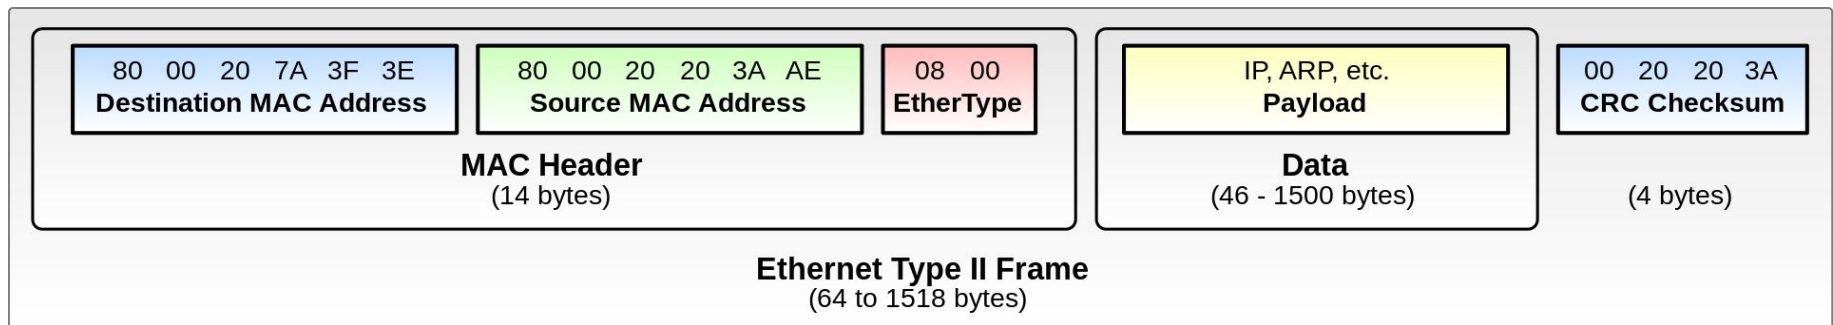 80 00 20 7A 3F 3E
Destination MAC Address
80 00 20 20 3A AE
Source MAC Address
08 00
EtherType
MAC Header
(14 bytes)
IP, ARP, etc.
Payload
Data
(46 - 1500 bytes)
00 20 20 3A
CRC Checksum
(4 bytes)
Ethernet Type II Frame
(64 to 1518 bytes)